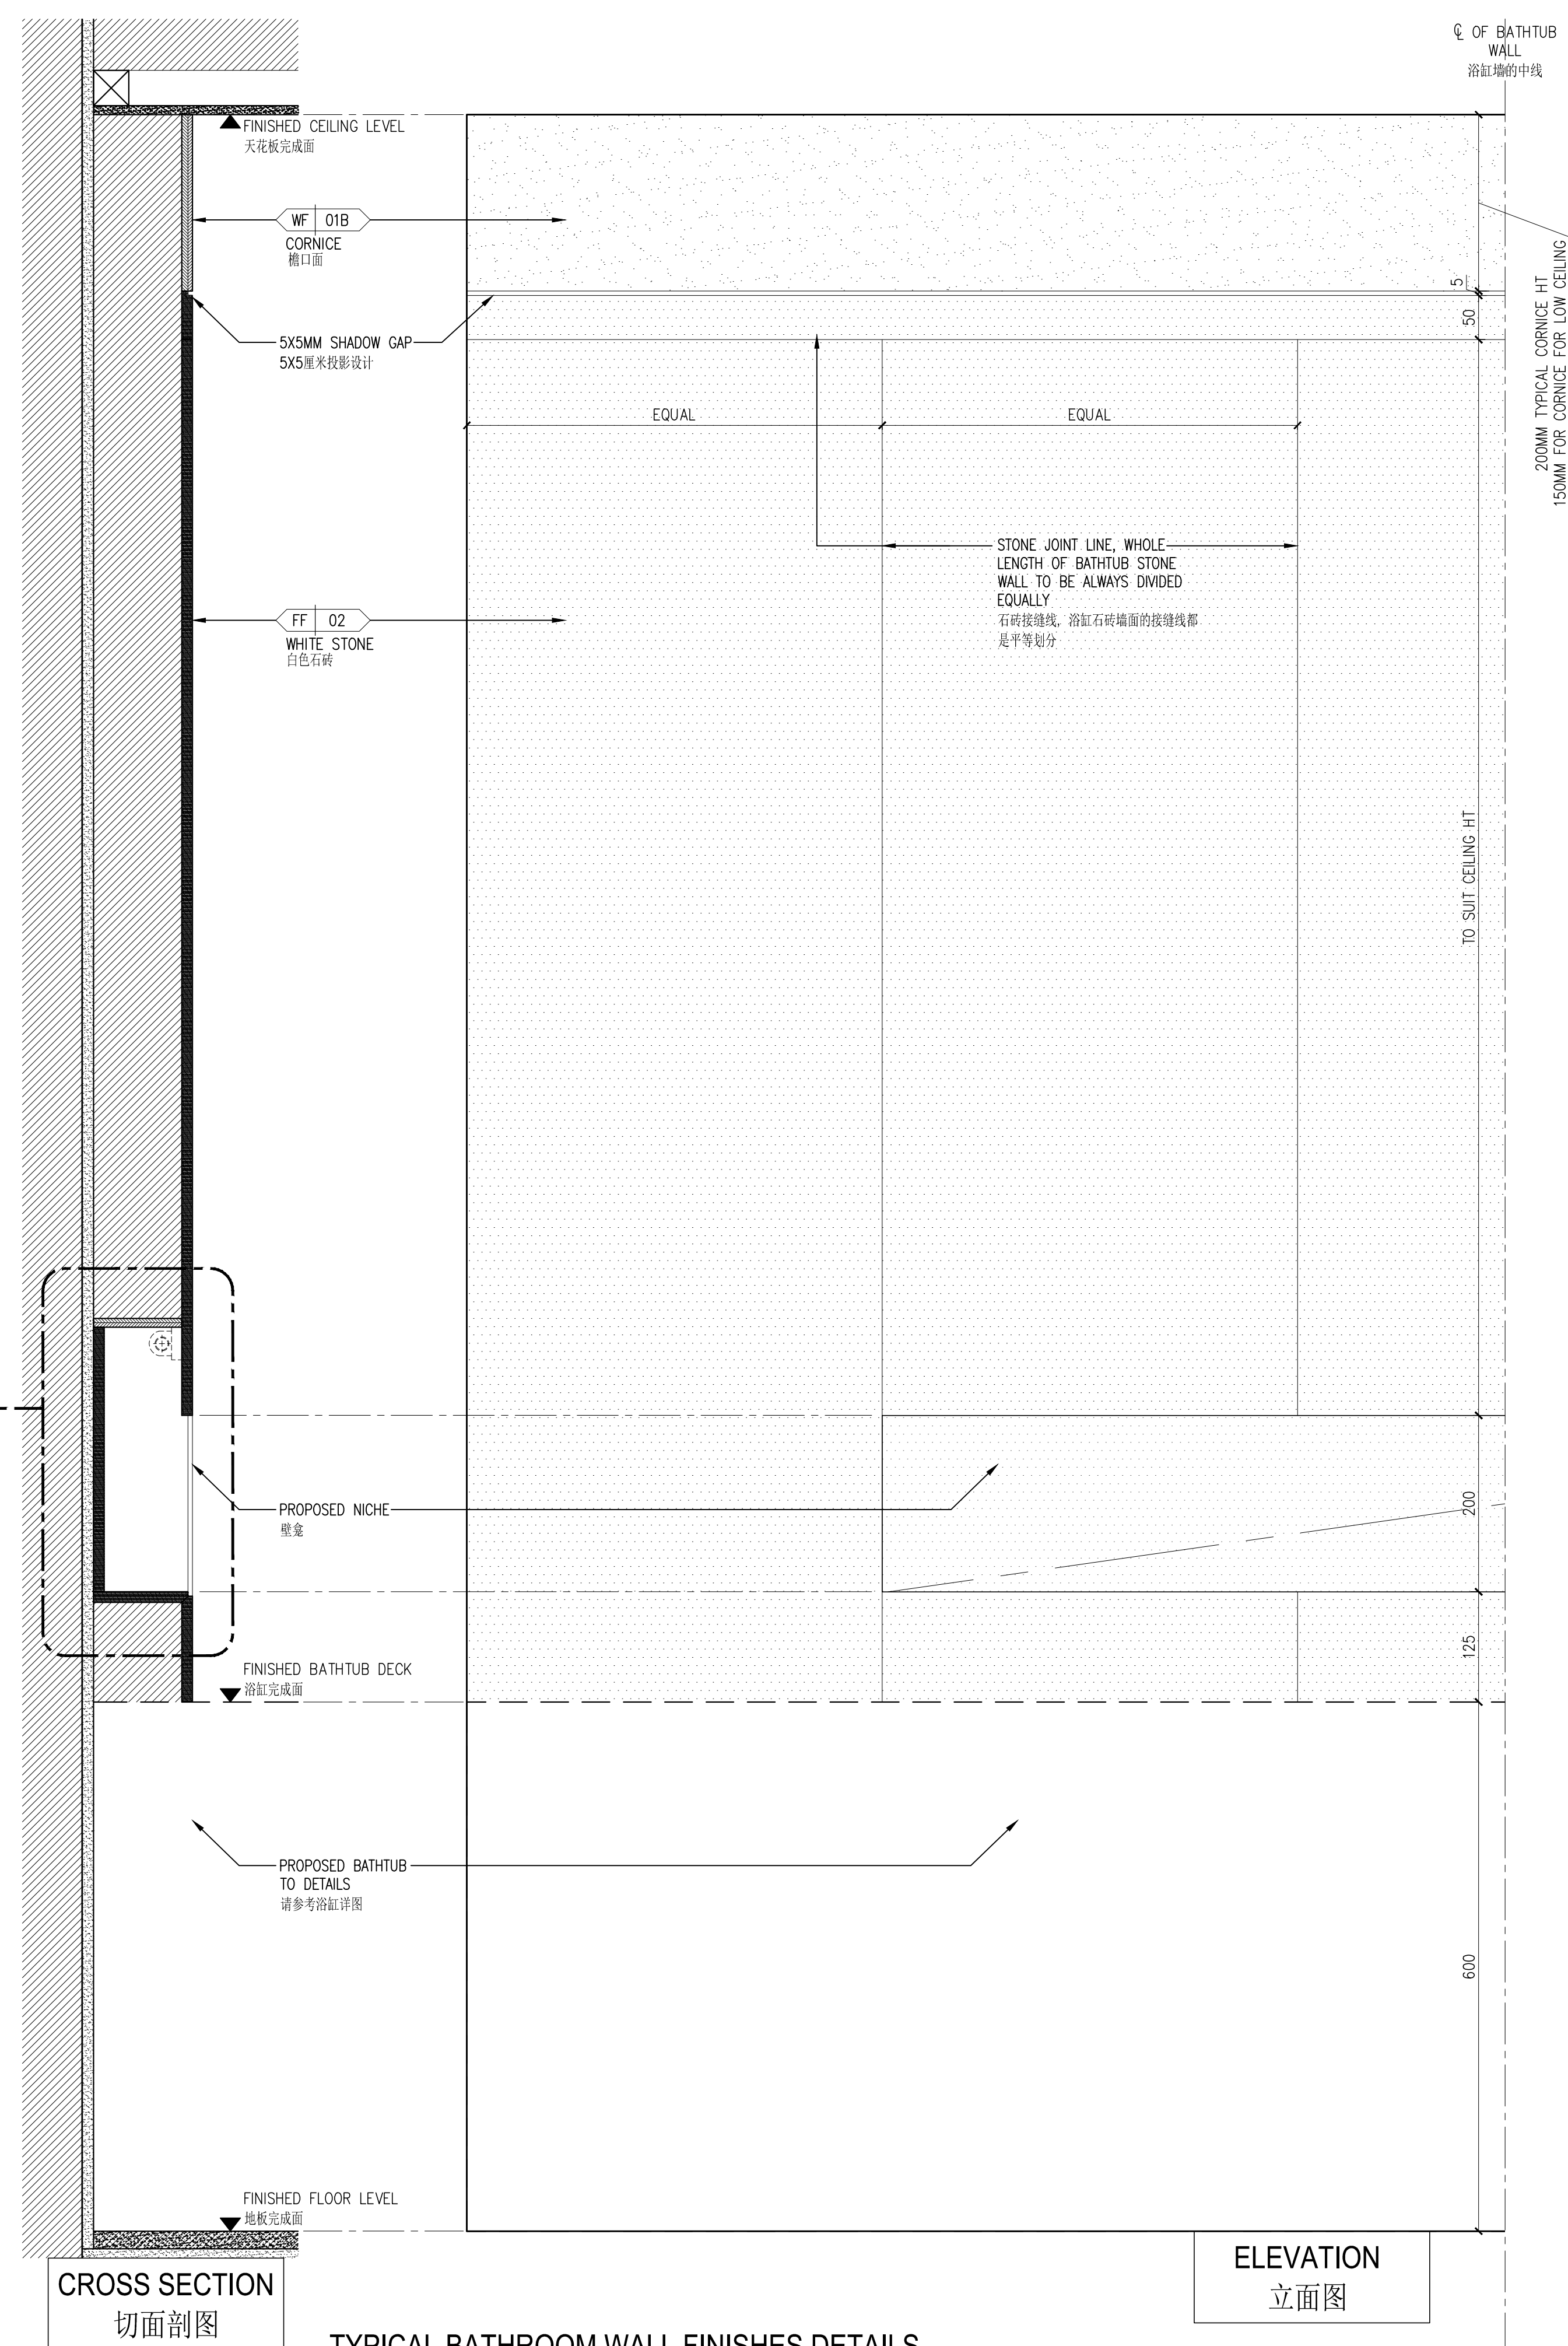 ℄ OF BATHTUB
WALL
浴缸墙的中线
FINISHED CEILING LEVEL
天花板完成面
WF 01B
CORNICE
檐口面
5
50
200MM TYPICAL CORNICE HT
150MM FOR CORNICE FOR LOW CEILING
5X5MM SHADOW GAP
5X5厘米投影设计
EQUAL
EQUAL
STONE JOINT LINE, WHOLE
LENGTH OF BATHTUB STONE
WALL TO BE ALWAYS DIVIDED
EQUALLY
石砖接缝线, 浴缸石砖墙面的接缝线都
是平等划分
FF 02
WHITE STONE
白色石砖
TO SUIT CEILING HT
PROPOSED NICHE
壁龛
200
125
FINISHED BATHTUB DECK
浴缸完成面
PROPOSED BATHTUB
TO DETAILS
请参考浴缸详图
600
FINISHED FLOOR LEVEL
地板完成面
CROSS SECTION
切面剖图
ELEVATION
立面图
TYPICAL BATHROOM WALL FINISHES DETAILS